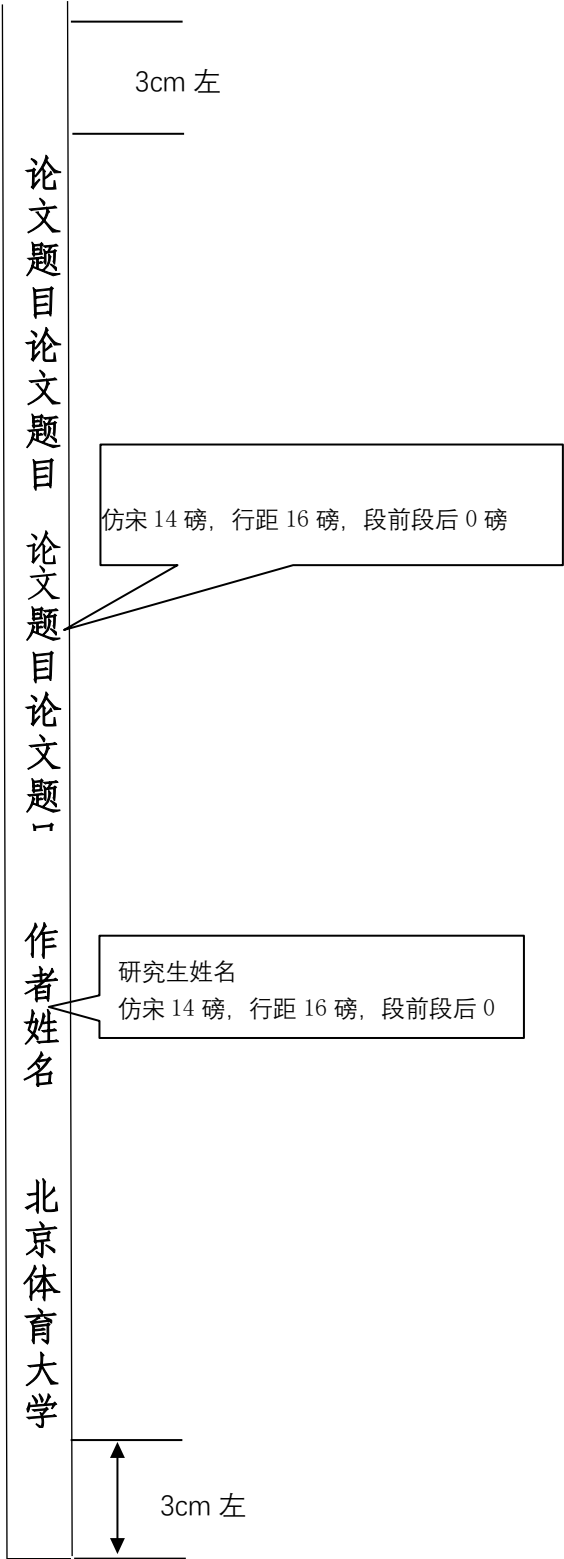 3cm 左
论文题目论文题目
仿宋 14 磅，行距 16 磅，段前段后 0 磅
论文题目论文题
作者姓名
研究生姓名
仿宋 14 磅，行距 16 磅，段前段后 0
北京体育大学
3cm 左